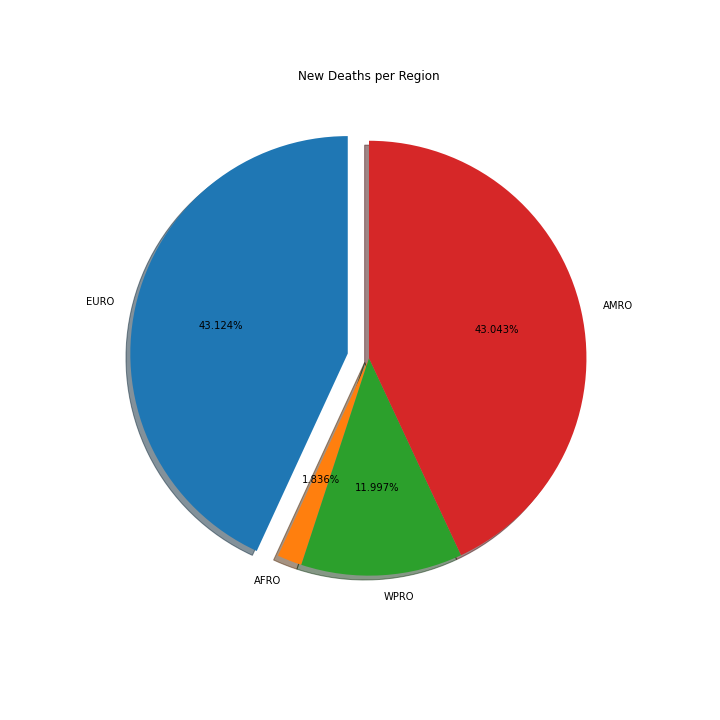 New Deaths per Region
EURO
43.124%
AMRO
43.043%
1.836%
11.997%
AFRO
WPRO